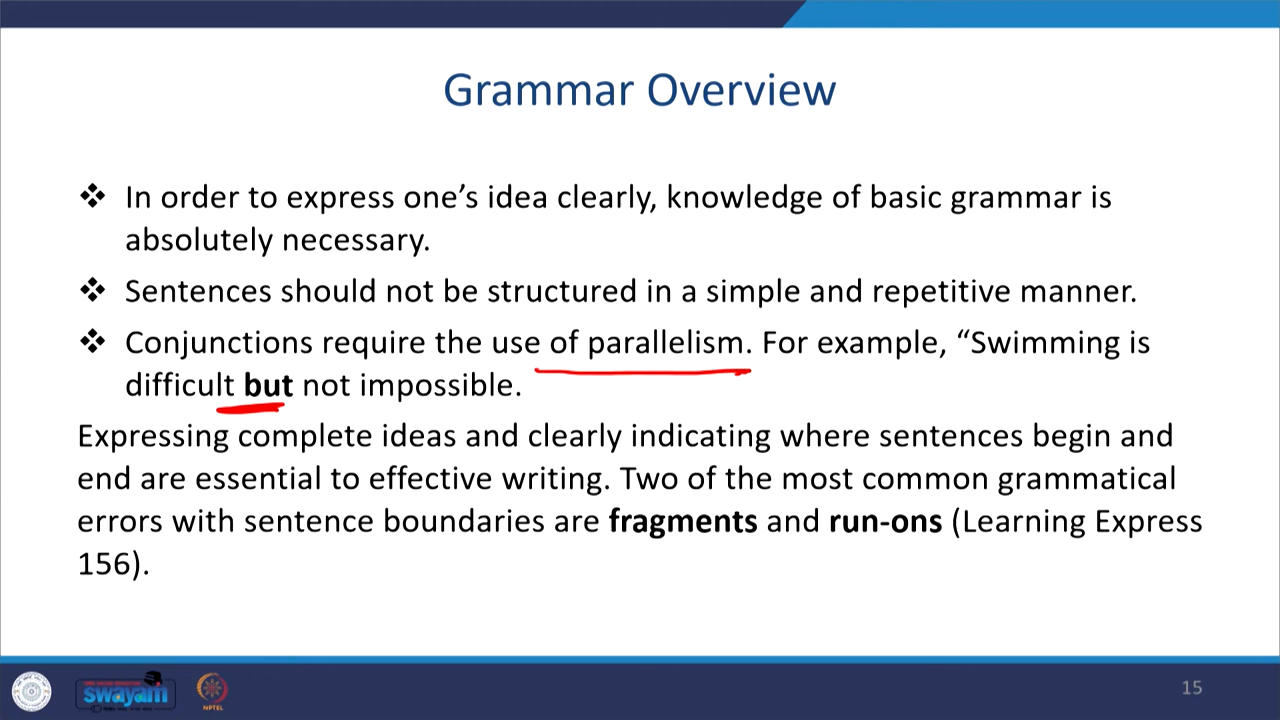 Grammar Overview
❖ In order to express one’s idea clearly, knowledge of basic grammar is
absolutely necessary.
❖ Sentences should not be structured in a simple and repetitive manner.
❖ Conjunctions require the use of parallelism. For example, “Swimming is
difficult but not impossible.
Expressing complete ideas and clearly indicating where sentences begin and
end are essential to effective writing. Two of the most common grammatical
errors with sentence boundaries are fragments and run-ons (Learning Express
156).
swayam
NPTEL
15